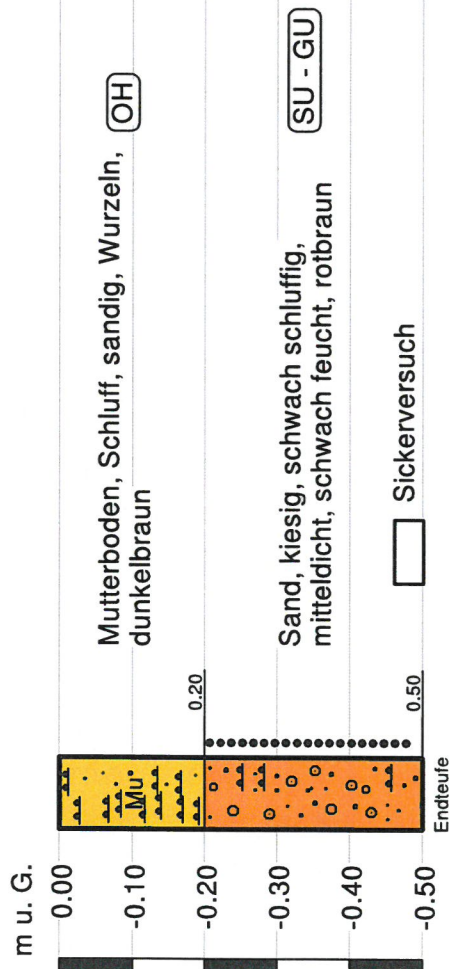 m u. G.
0.00
-0.10
-0.20
-0.30
-0.40
-0.50
Mu
0.20
0.50
Endteufe
Mutterboden, Schluff, sandig, Wurzeln,
dunkelbraun
OH
Sand, kiesig, schwach schluffig,
mitteldicht, schwach feucht, rotbraun
SU - GU
Sickerversuch